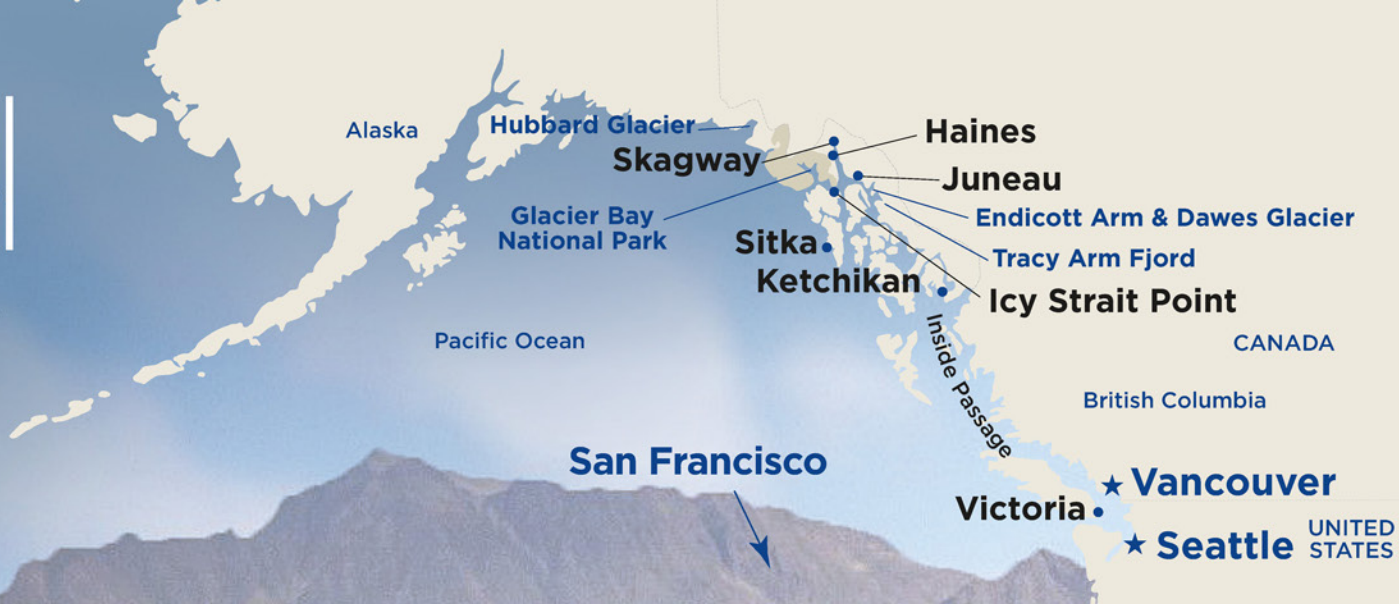 Alaska
Hubbard Glacier
Skagway
Haines
Juneau
Glacier Bay
National Park
Endicott Arm & Dawes Glacier
Sitka
Tracy Arm Fjord
Ketchikan
Icy Strait Point
Pacific Ocean
Inside Passage
CANADA
British Columbia
San Francisco
Vancouver
Victoria
Seattle
UNITED
STATES